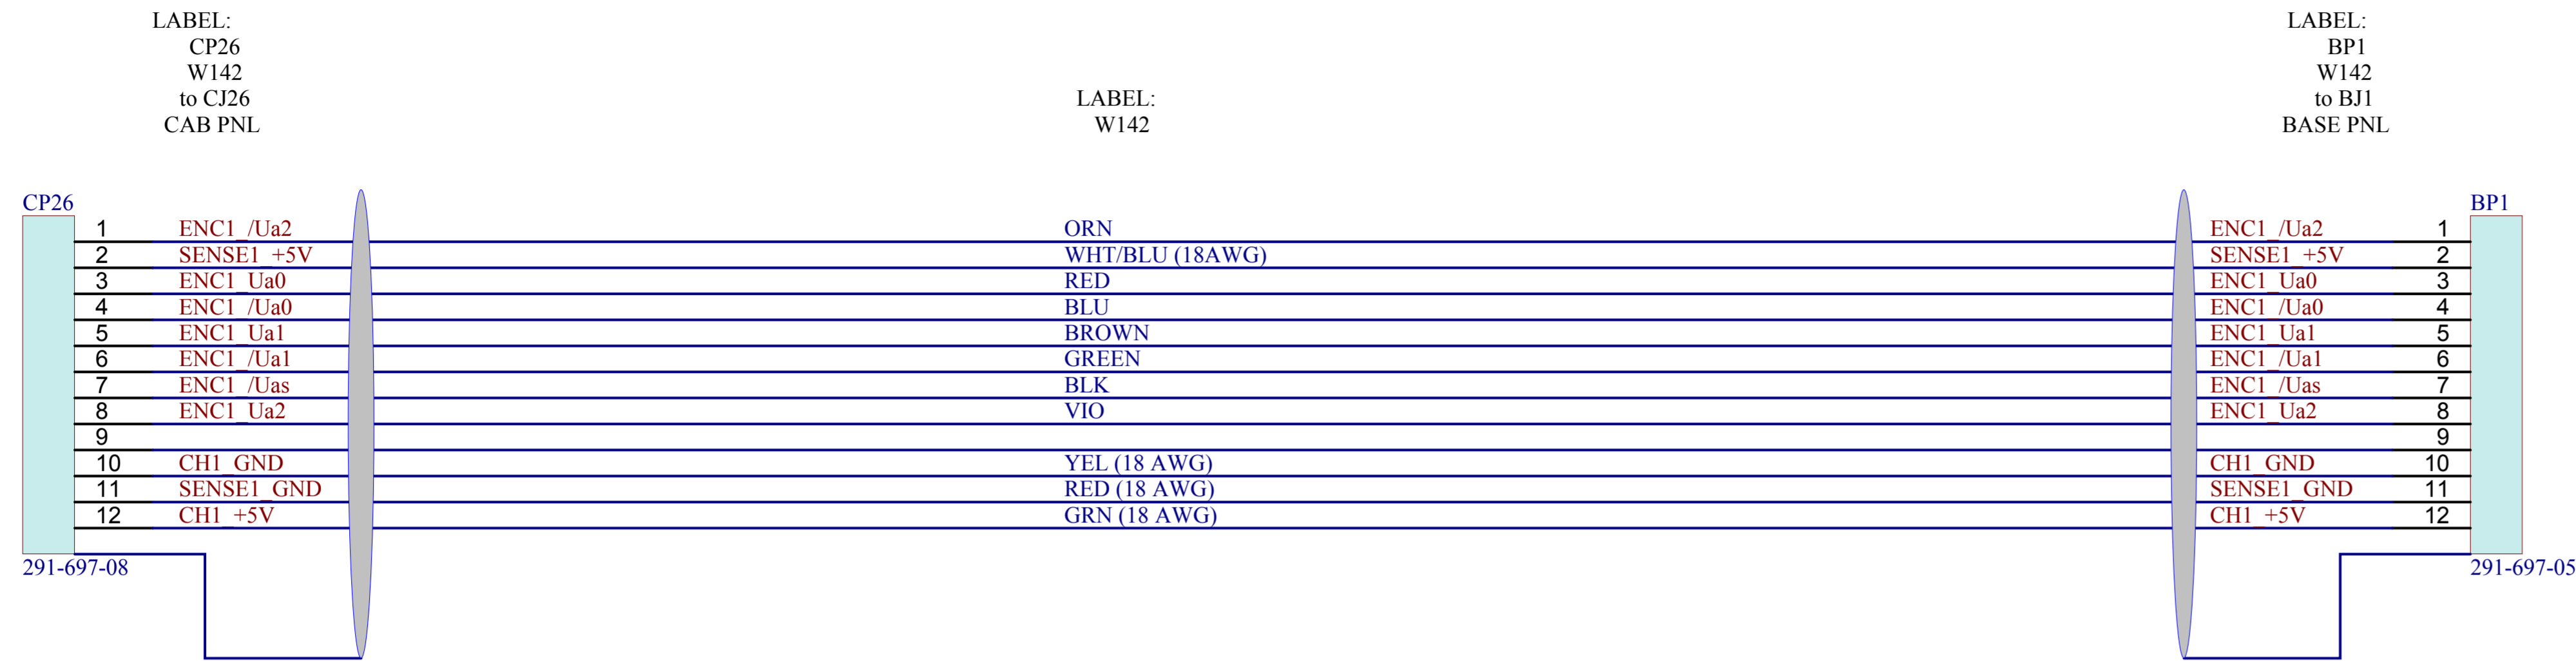 LABEL:
CP26
W142
to CJ26
CAB PNL
LABEL:
W142
LABEL:
BP1
W142
to BJ1
BASE PNL
CP26
BP1
1 ENC1_/Ua2 ORN ENC1_/Ua2 1
2 SENSE1_+5V WHT/BLU (18AWG) SENSE1_+5V 2
3 ENC1_Ua0 RED ENC1_Ua0 3
4 ENC1_/Ua0 BLU ENC1_/Ua0 4
5 ENC1_Ua1 BROWN ENC1_Ua1 5
6 ENC1_/Ua1 GREEN ENC1_/Ua1 6
7 ENC1_/Uas BLK ENC1_/Uas 7
8 ENC1_Ua2 VIO ENC1_Ua2 8
9 9
10 CH1_GND YEL (18 AWG) CH1_GND 10
11 SENSE1_GND RED (18 AWG) SENSE1_GND 11
12 CH1_+5V GRN (18 AWG) CH1_+5V 12
291-697-08
291-697-05